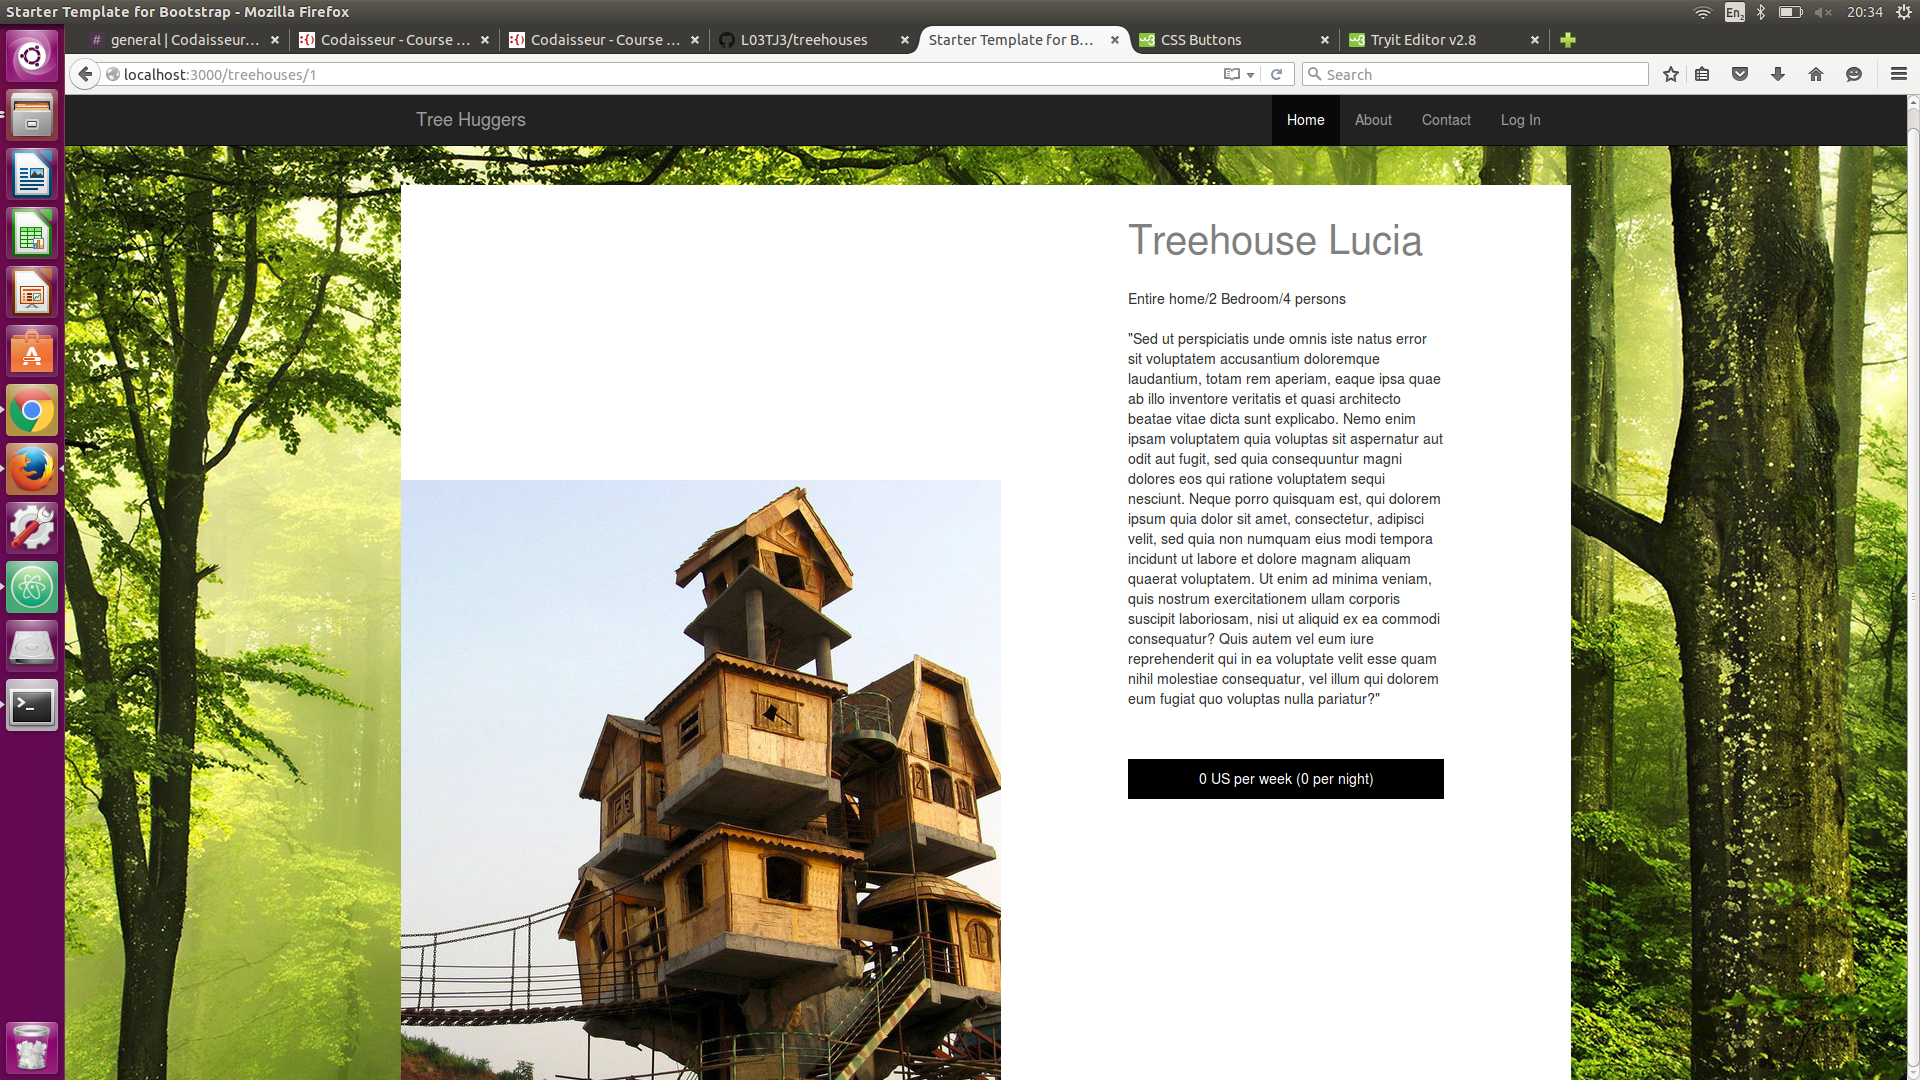 Starter Template for Bootstrap - Mozilla Firefox
En2
20:34
# general | Codaisseur...
Codaisseur - Course ...
Codaisseur - Course ...
L03TJ3/treehouses
Starter Template for B...
CSS Buttons
Tryit Editor v2.8
localhost:3000/treehouses/1
Search
Tree Huggers
Home
About
Contact
Log In
Treehouse Lucia
Entire home/2 Bedroom/4 persons
"Sed ut perspiciatis unde omnis iste natus error
sit voluptatem accusantium doloremque
laudantium, totam rem aperiam, eaque ipsa quae
ab illo inventore veritatis et quasi architecto
beatae vitae dicta sunt explicabo. Nemo enim
ipsam voluptatem quia voluptas sit aspernatur aut
odit aut fugit, sed quia consequuntur magni
dolores eos qui ratione voluptatem sequi
nesciunt. Neque porro quisquam est, qui dolorem
ipsum quia dolor sit amet, consectetur, adipisci
velit, sed quia non numquam eius modi tempora
incidunt ut labore et dolore magnam aliquam
quaerat voluptatem. Ut enim ad minima veniam,
quis nostrum exercitationem ullam corporis
suscipit laboriosam, nisi ut aliquid ex ea commodi
consequatur? Quis autem vel eum iure
reprehenderit qui in ea voluptate velit esse quam
nihil molestiae consequatur, vel illum qui dolorem
eum fugiat quo voluptas nulla pariatur?"
0 US per week (0 per night)